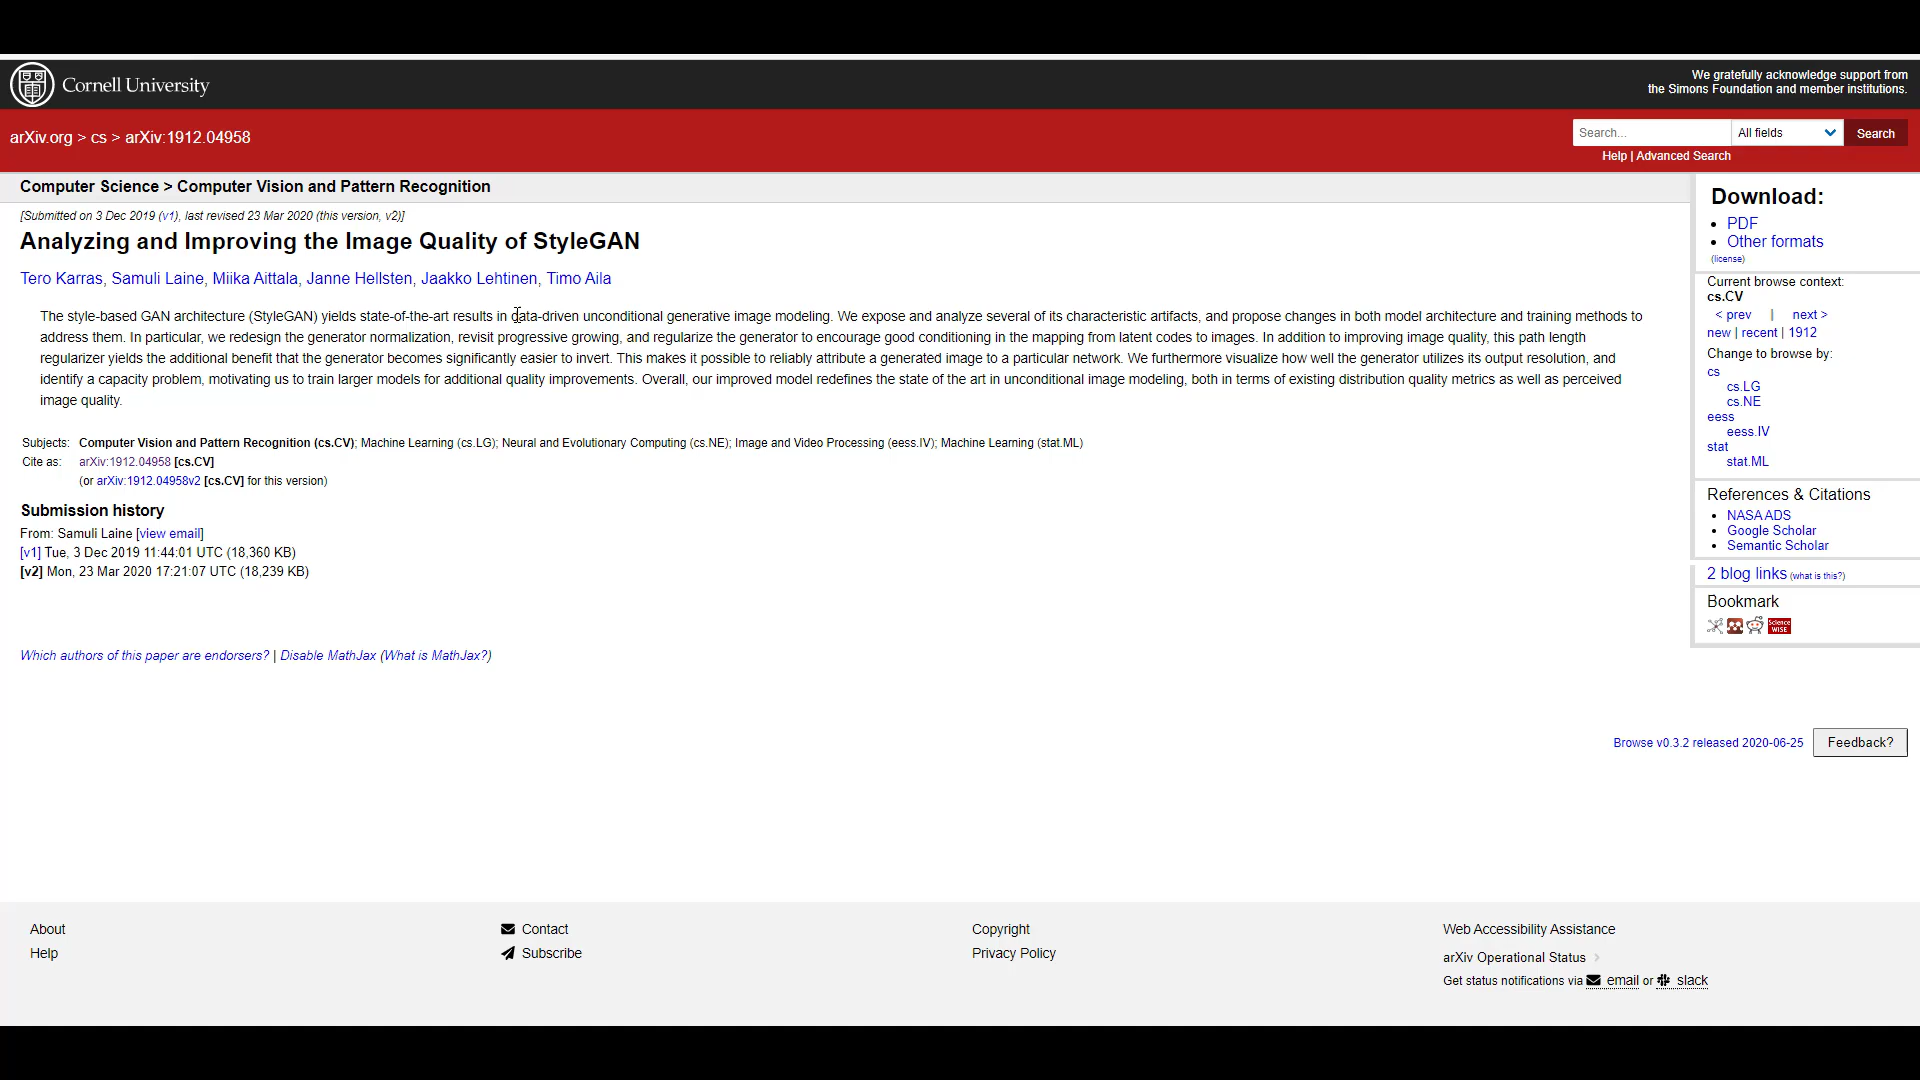 Cornell University
We gratefully acknowledge support from
the Simons Foundation and member institutions.
arXiv.org > cs > arXiv:1912.04958
Search...
All fields
Search
Help | Advanced Search
Computer Science > Computer Vision and Pattern Recognition
[Submitted on 3 Dec 2019 (v1), last revised 23 Mar 2020 (this version, v2)]
Analyzing and Improving the Image Quality of StyleGAN
Tero Karras, Samuli Laine, Miika Aittala, Janne Hellsten, Jaakko Lehtinen, Timo Aila
The style-based GAN architecture (StyleGAN) yields state-of-the-art results in data-driven unconditional generative image modeling. We expose and analyze several of its characteristic artifacts, and propose changes in both model architecture and training methods to
address them. In particular, we redesign the generator normalization, revisit progressive growing, and regularize the generator to encourage good conditioning in the mapping from latent codes to images. In addition to improving image quality, this path length
regularizer yields the additional benefit that the generator becomes significantly easier to invert. This makes it possible to reliably attribute a generated image to a particular network. We furthermore visualize how well the generator utilizes its output resolution, and
identify a capacity problem, motivating us to train larger models for additional quality improvements. Overall, our improved model redefines the state of the art in unconditional image modeling, both in terms of existing distribution quality metrics as well as perceived
image quality.
Subjects: Computer Vision and Pattern Recognition (cs.CV); Machine Learning (cs.LG); Neural and Evolutionary Computing (cs.NE); Image and Video Processing (eess.IV); Machine Learning (stat.ML)
Cite as: arXiv:1912.04958 [cs.CV]
(or arXiv:1912.04958v2 [cs.CV] for this version)
Submission history
From: Samuli Laine [view email]
[v1] Tue, 3 Dec 2019 11:44:01 UTC (18,360 KB)
[v2] Mon, 23 Mar 2020 17:21:07 UTC (18,239 KB)
Which authors of this paper are endorsers? | Disable MathJax (What is MathJax?)
Download:
PDF
Other formats
(license)
Current browse context:
cs.CV
< prev | next >
new | recent | 1912
Change to browse by:
cs
cs.LG
cs.NE
eess
eess.IV
stat
stat.ML
References & Citations
NASA ADS
Google Scholar
Semantic Scholar
2 blog links (what is this?)
Bookmark
Science
WISE
Browse v0.3.2 released 2020-06-25
Feedback?
About
Help
Contact
Subscribe
Copyright
Privacy Policy
Web Accessibility Assistance
arXiv Operational Status >
Get status notifications via email or slack